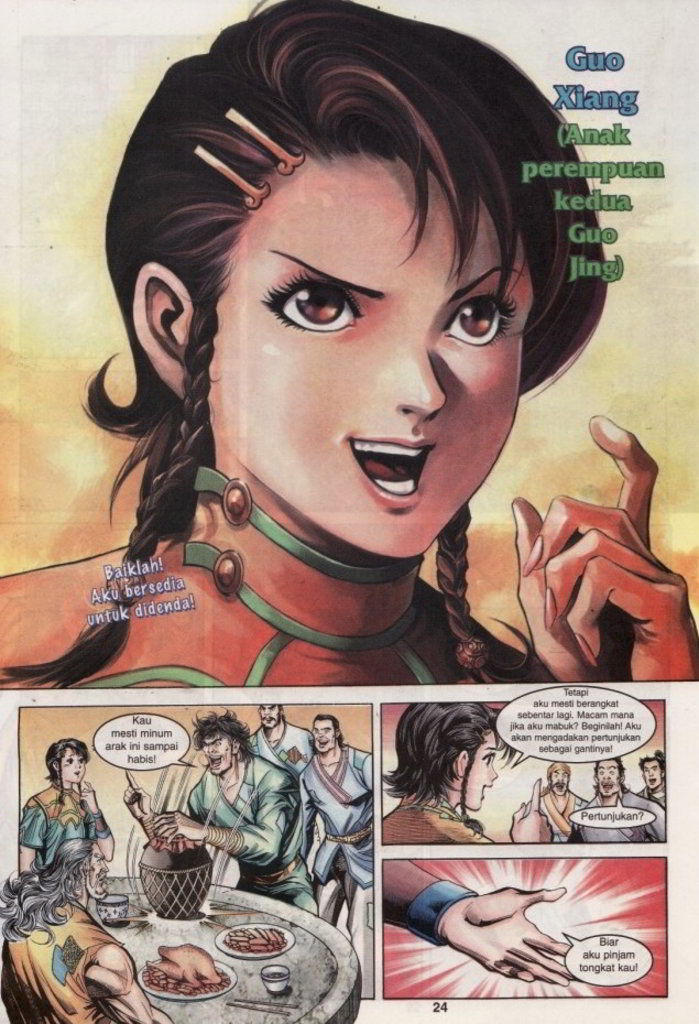 Guo
Xiang
(Anak
perempuan
kedua
Guo
Jing)
Baiklah!
Aku bersedia
untuk didenda!
Kau
mesti minum
arak ini sampai
habis!
Tetapi
aku mesti berangkat
sebentar lagi. Macam mana
jika aku mabuk? Beginilah! Aku
akan mengadakan pertunjukan
sebagai gantinya!
Pertunjukan?
Biar
aku pinjam
tongkat kau!
24